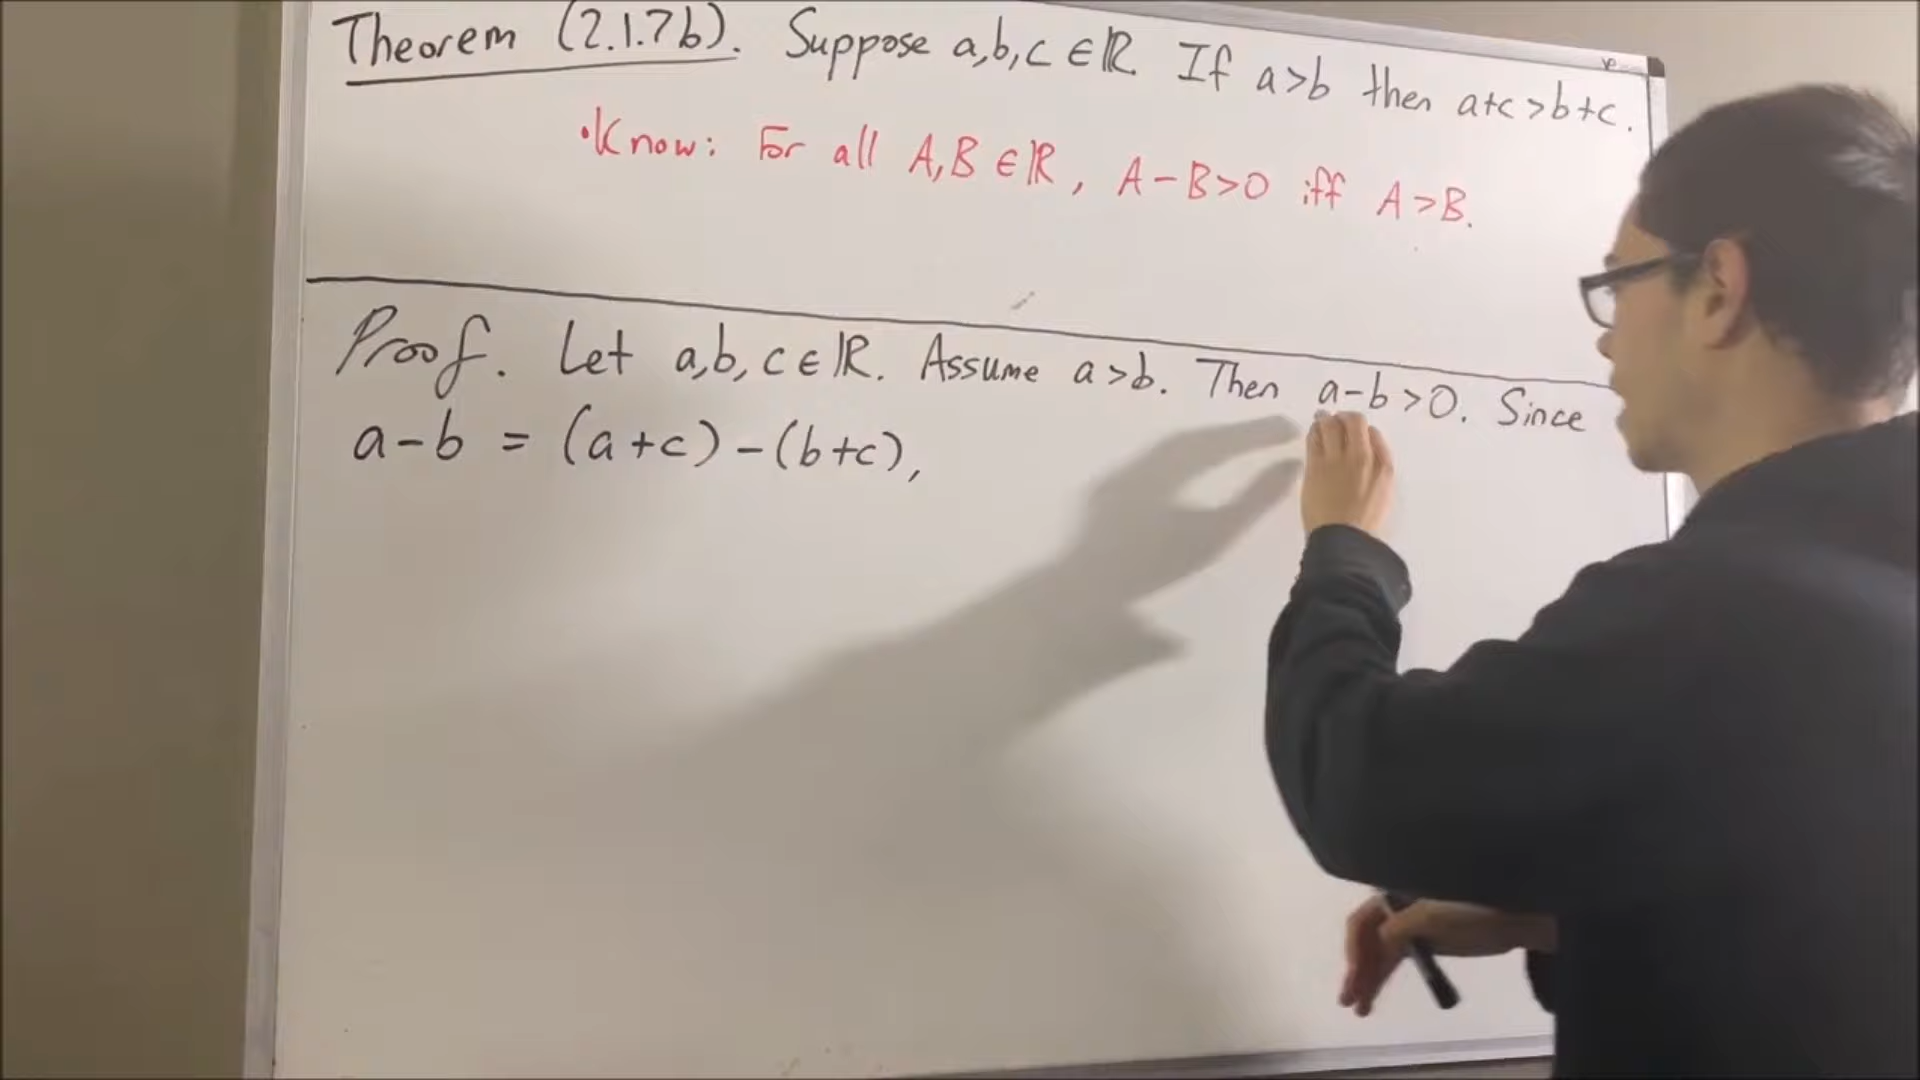 Theorem (2.1.7b). Suppose a,b,c ∈ ℝ. If a>b then a+c>b+c.
•Know: For all A,B ∈ ℝ, A-B>0 iff A>B.
Proof. Let a,b,c ∈ ℝ. Assume a>b. Then a-b>0. Since
a-b = (a+c)-(b+c),